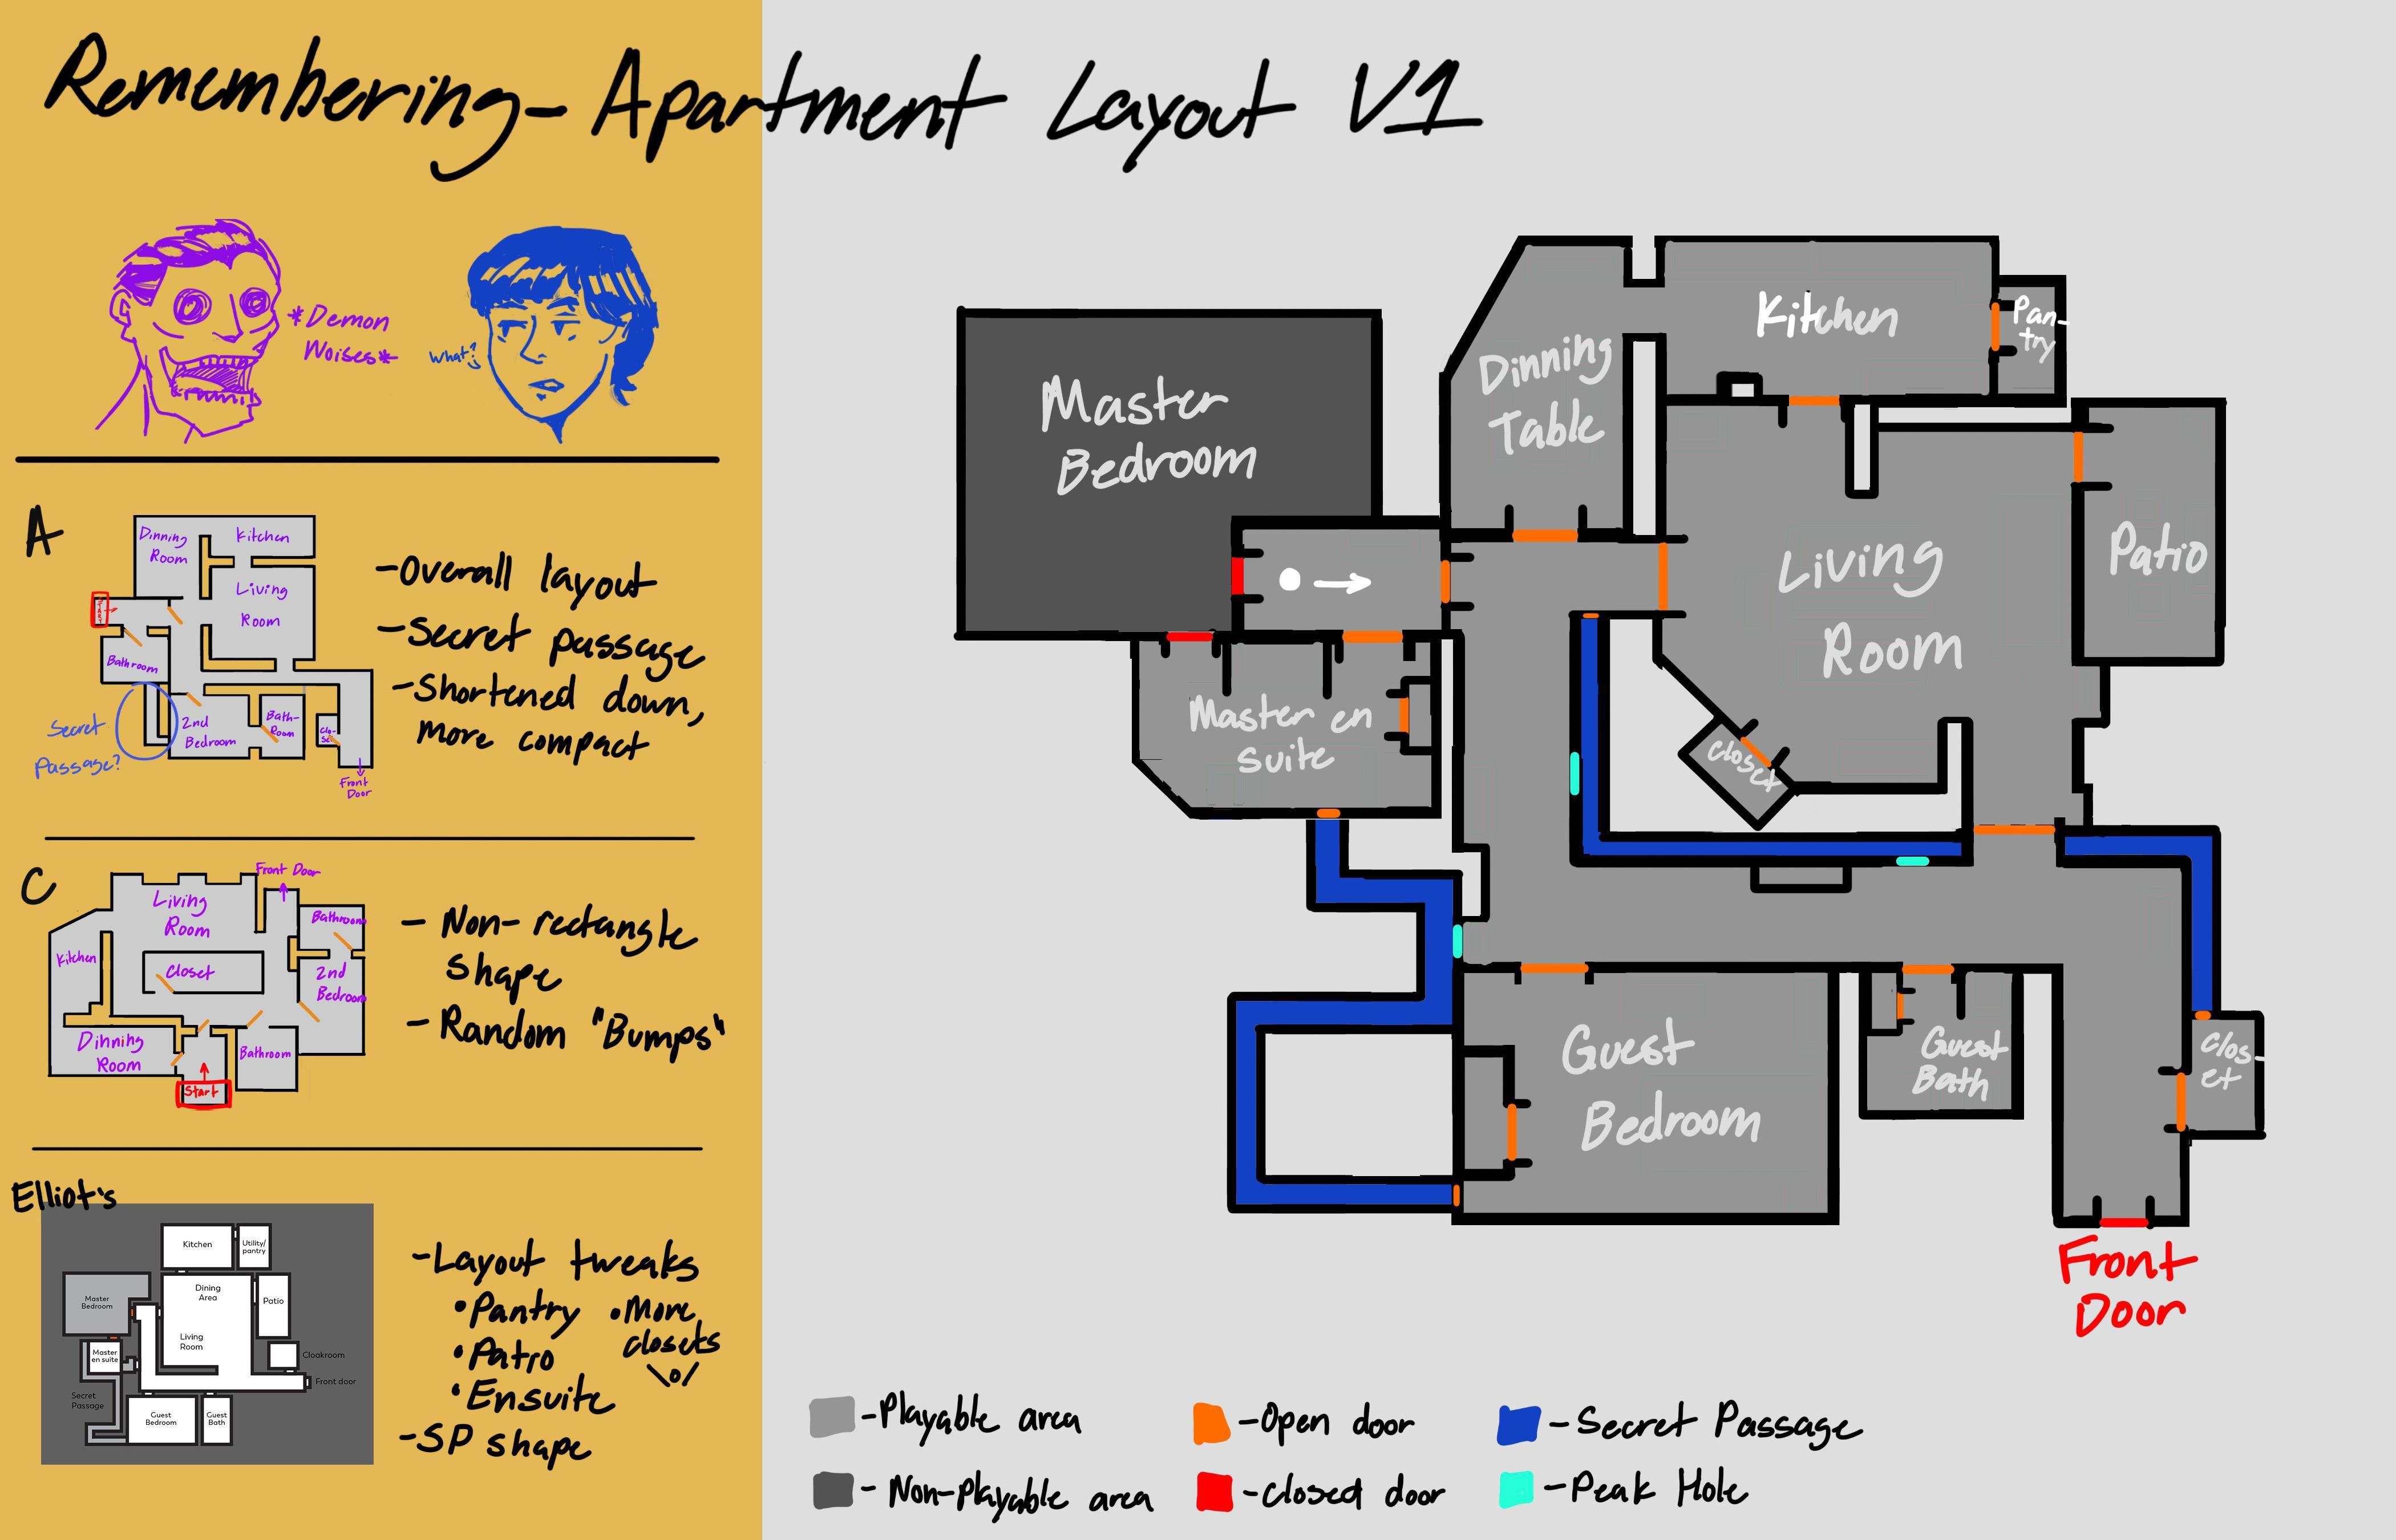 Remembering- Apartment Layout V1
*Demon
Noises*
What?
A
Dinning
Room
Kitchen
Living
Room
Bathroom
2nd
Bedroom
Bath-
Room
Clo-
set
Front
Door
Secret
Passage?
-Overall layout
-Secret passage
-Shortened down,
more compact
C
Front Door
Living
Room
Kitchen
Closet
Bathroom
2nd
Bedroom
Dinning
Room
Bathroom
Start
- Non-rectangle
shape
- Random "Bumps"
Elliot's
Kitchen
Utility/
pantry
Master
Bedroom
Dining
Area
Patio
Living
Room
Master
en suite
Cloakroom
Front door
Secret
Passage
Guest
Bedroom
Guest
Bath
-Layout tweaks
•Pantry
•Patio
•Ensuite
•More
closets
\o/
-SP shape
Master
Bedroom
Dinning
Table
Kitchen
Pan-
try
Living
Room
Patio
Master en
suite
Closet
Guest
Bedroom
Guest
Bath
Clos-
et
Front
Door
-Playable area
-Open door
-Secret Passage
- Non-playable area
-closed door
-Peak Hole